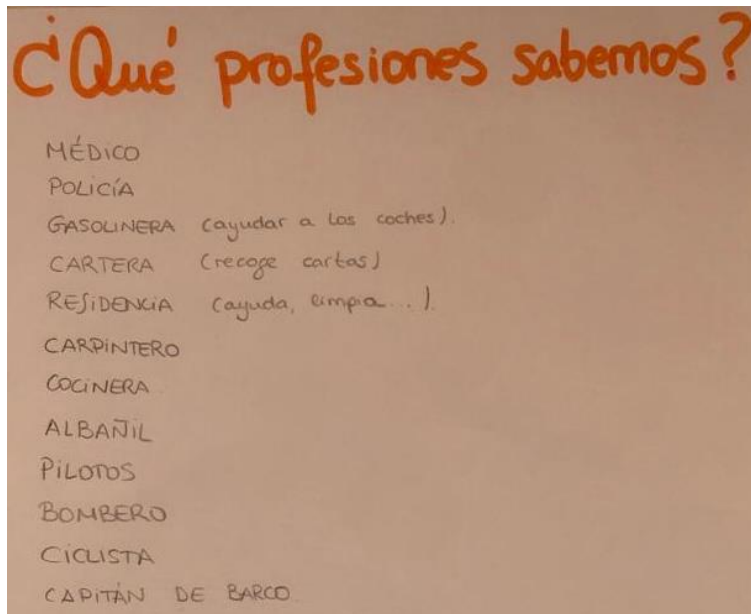 ¿Qué profesiones sabemos?
MÉDICO
POLICÍA
GASOLINERA (ayudar a los coches).
CARTERA (recoge cartas)
RESIDENCIA (ayuda, limpia...).
CARPINTERO
COCINERA
ALBAÑIL
PILOTOS
BOMBERO
CICLISTA
CAPITÁN DE BARCO.